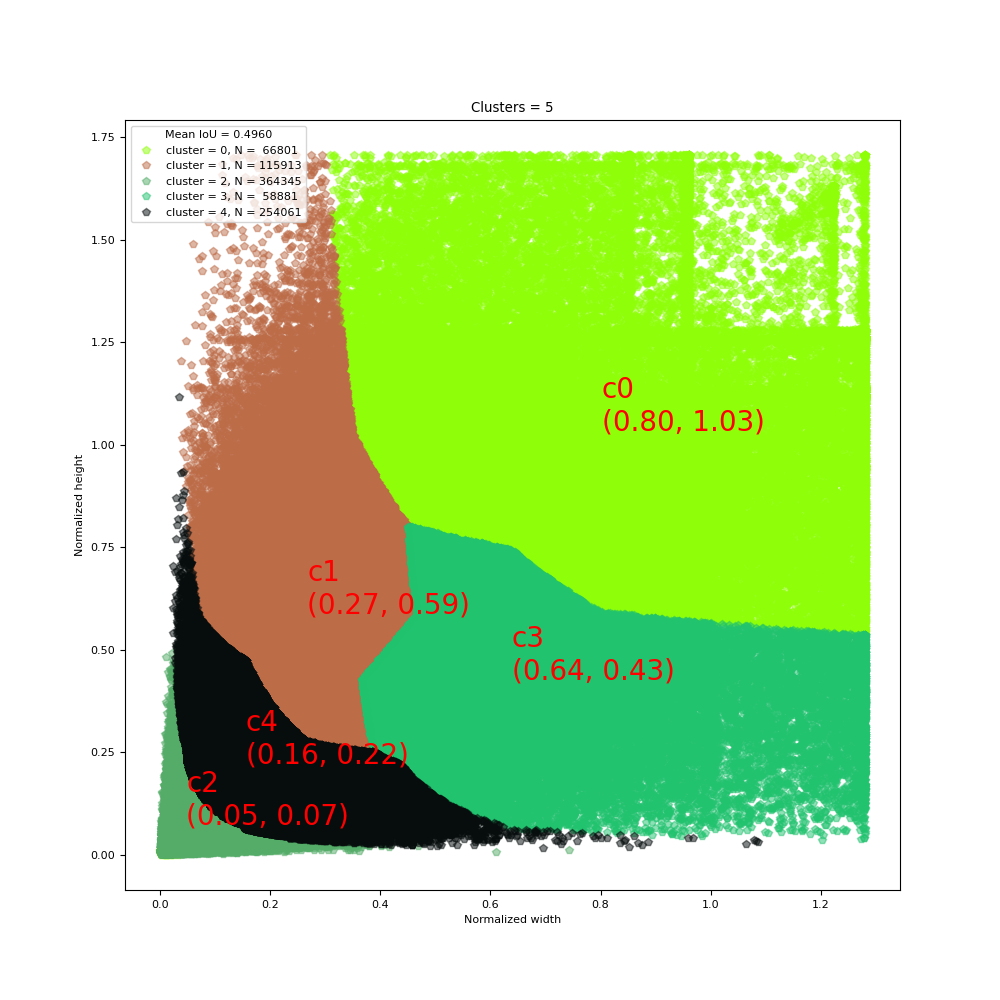 Clusters = 5
Mean IoU = 0.4960
cluster = 0, N =  66801
cluster = 1, N = 115913
cluster = 2, N = 364345
cluster = 3, N =  58881
cluster = 4, N = 254061
1.75
1.50
1.25
1.00
0.75
0.50
0.25
0.00
Normalized height
c0
(0.80, 1.03)
c1
(0.27, 0.59)
c3
(0.64, 0.43)
c4
(0.16, 0.22)
c2
(0.05, 0.07)
0.0 0.2 0.4 0.6 0.8 1.0 1.2
Normalized width